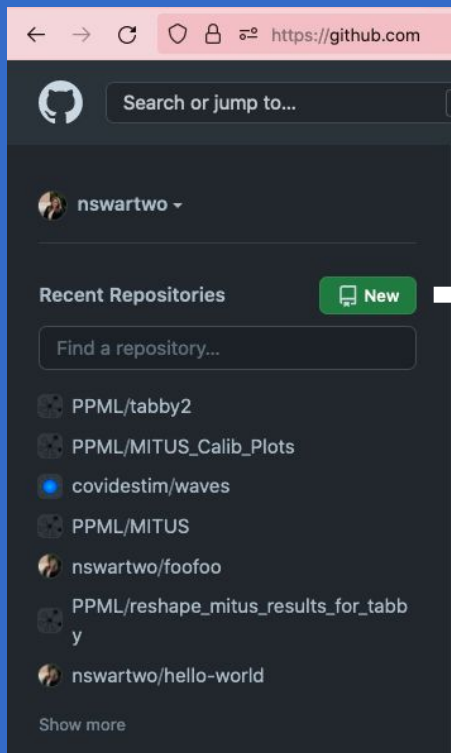 https://github.com
Search or jump to...
nswartwo
Recent Repositories
New
Find a repository...
PPML/tabby2
PPML/MITUS_Calib_Plots
covidestim/waves
PPML/MITUS
nswartwo/foofoo
PPML/reshape_mitus_results_for_tabb
y
nswartwo/hello-world
Show more